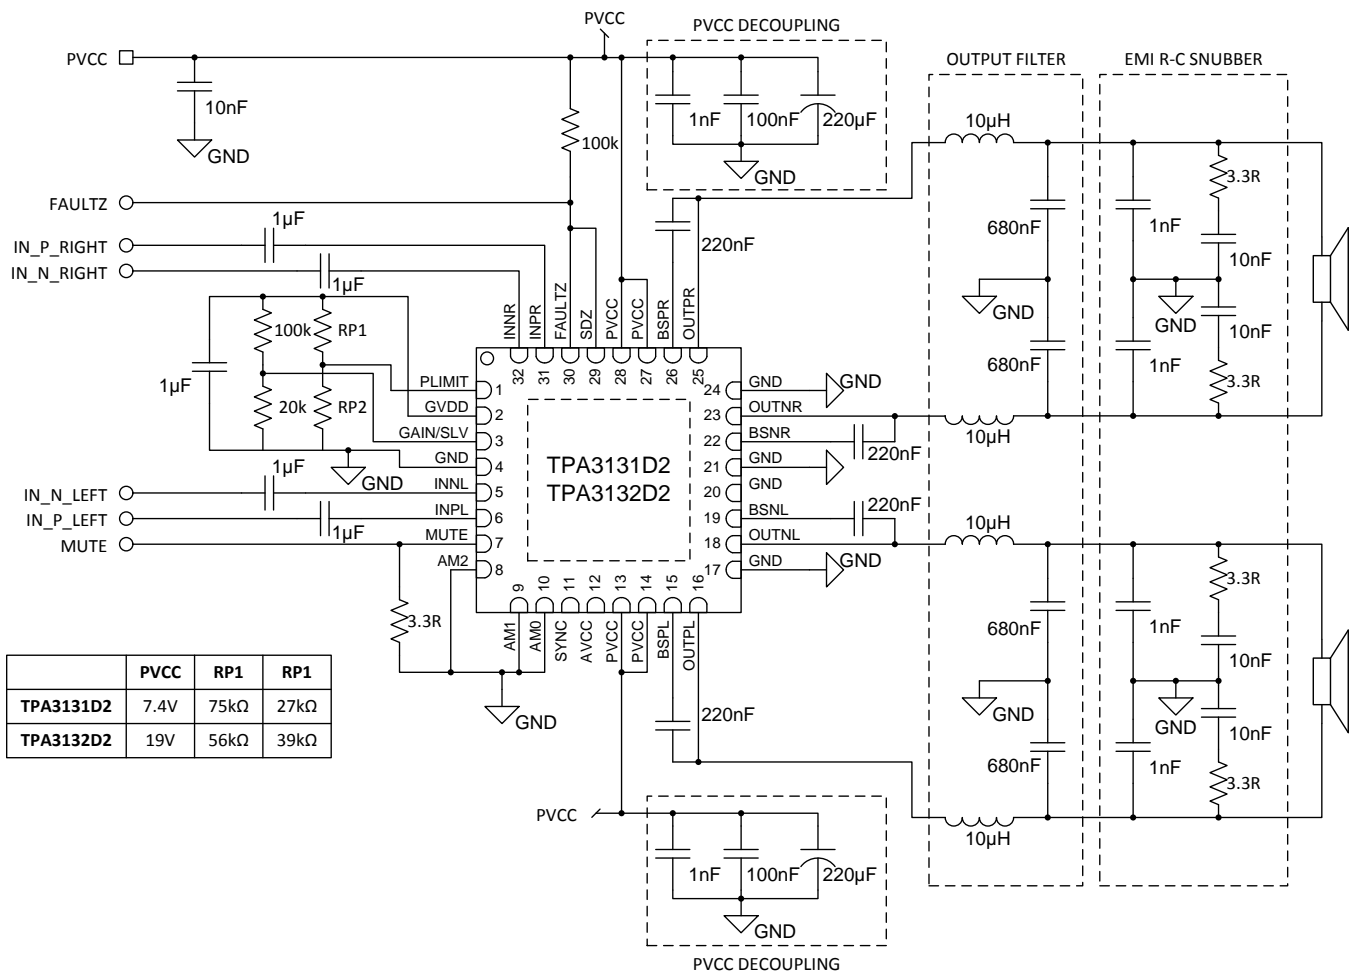 PVCC
PVCC DECOUPLING
OUTPUT FILTER
EMI R-C SNUBBER
PVCC
10nF
GND
100k
1nF
100nF
220µF
GND
10µH
3.3R
680nF
1nF
10nF
GND
GND
10nF
680nF
1nF
3.3R
10µH
FAULTZ
1µF
IN_P_RIGHT
IN_N_RIGHT
1µF
220nF
INNR
INPR
FAULTZ
SDZ
PVCC
PVCC
BSPR
OUTPR
32
31
30
29
28
27
26
25
100k
RP1
1µF
20k
RP2
GND
PLIMIT
1
GVDD
2
GAIN/SLV
3
GND
4
1µF
IN_N_LEFT
INNL
5
IN_P_LEFT
INPL
6
1µF
MUTE
MUTE
7
AM2
8
TPA3131D2
TPA3132D2
24
GND
GND
23
OUTNR
22
BSNR
220nF
21
GND
GND
20
GND
220nF
19
BSNL
18
OUTNL
17
GND
GND
9
10
11
12
13
14
15
16
AM1
AM0
SYNC
AVCC
PVCC
PVCC
BSPL
OUTPL
3.3R
GND
220nF
10µH
3.3R
680nF
1nF
10nF
GND
GND
10nF
680nF
1nF
3.3R
10µH
PVCC RP1 RP1
TPA3131D2 7.4V 75kΩ 27kΩ
TPA3132D2 19V 56kΩ 39kΩ
PVCC
1nF
100nF
220µF
GND
PVCC DECOUPLING